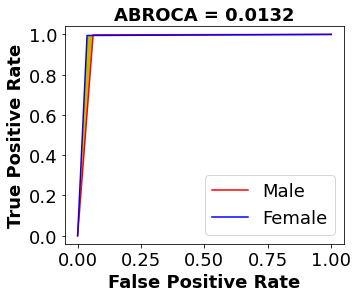 ABROCA = 0.0132
True Positive Rate
1.0
0.8
0.6
0.4
0.2
0.0
Male
Female
0.00 0.25 0.50 0.75 1.00
False Positive Rate